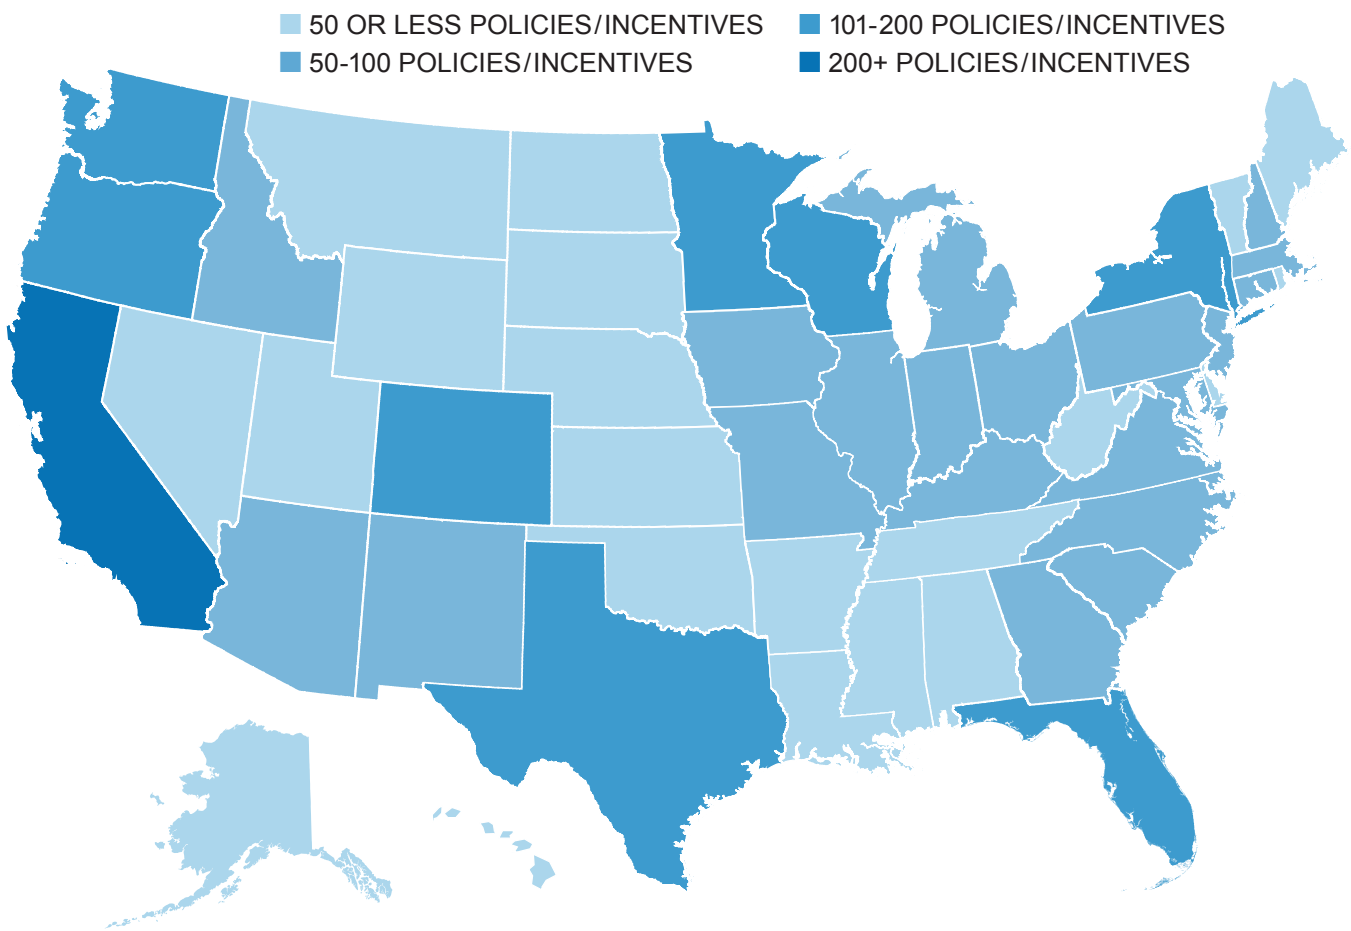 50 OR LESS POLICIES/INCENTIVES
50-100 POLICIES/INCENTIVES
101-200 POLICIES/INCENTIVES
200+ POLICIES/INCENTIVES